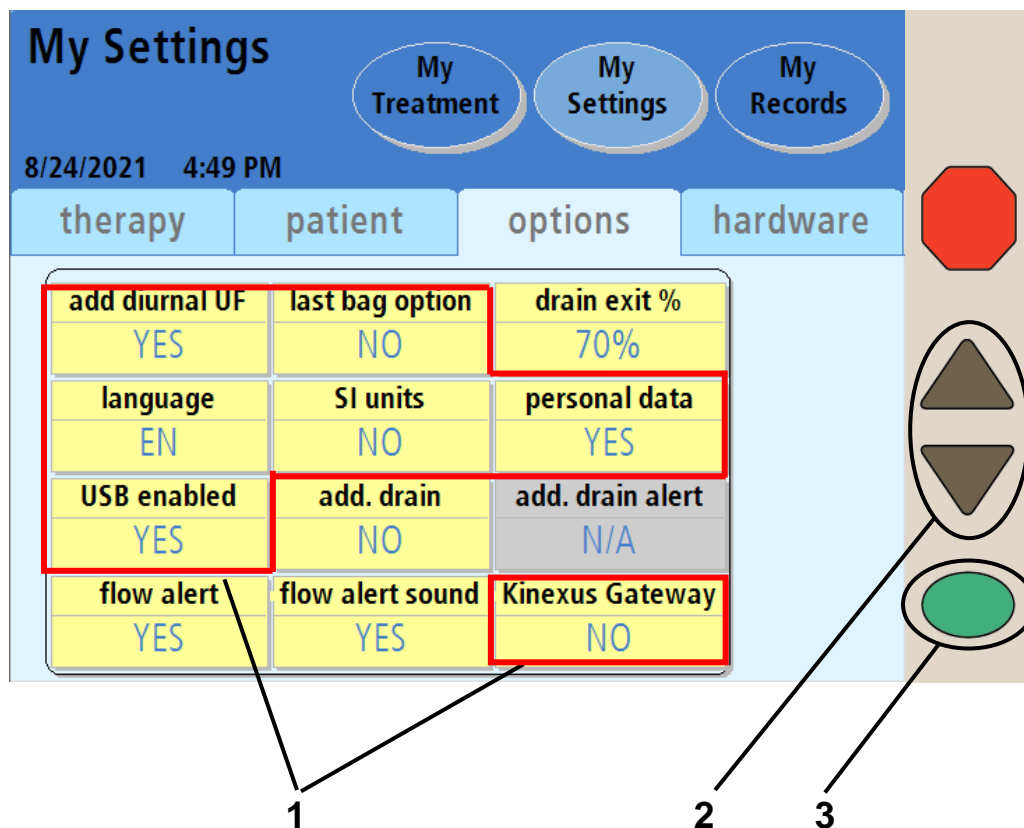 My Settings
My Treatment
My Settings
My Records
8/24/2021 4:49 PM
therapy patient options hardware
add diurnal UF last bag option drain exit %
YES NO 70%
language SI units personal data
EN NO YES
USB enabled add. drain add. drain alert
YES NO N/A
flow alert flow alert sound Kinexus Gateway
YES YES NO
1 2 3